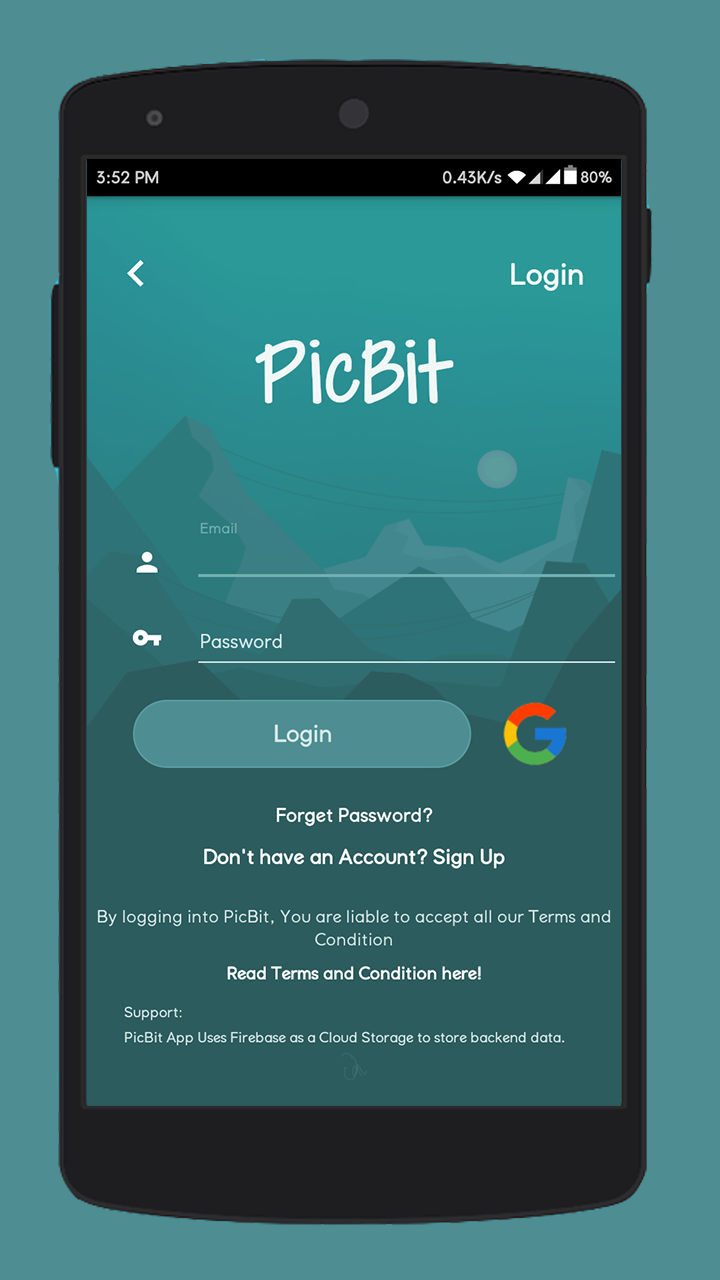 3:52 PM 0.43K/s 80%
Login
PicBit
Email
Password
Login
Forget Password?
Don't have an Account? Sign Up
By logging into PicBit, You are liable to accept all our Terms and
Condition
Read Terms and Condition here!
Support:
PicBit App Uses Firebase as a Cloud Storage to store backend data.